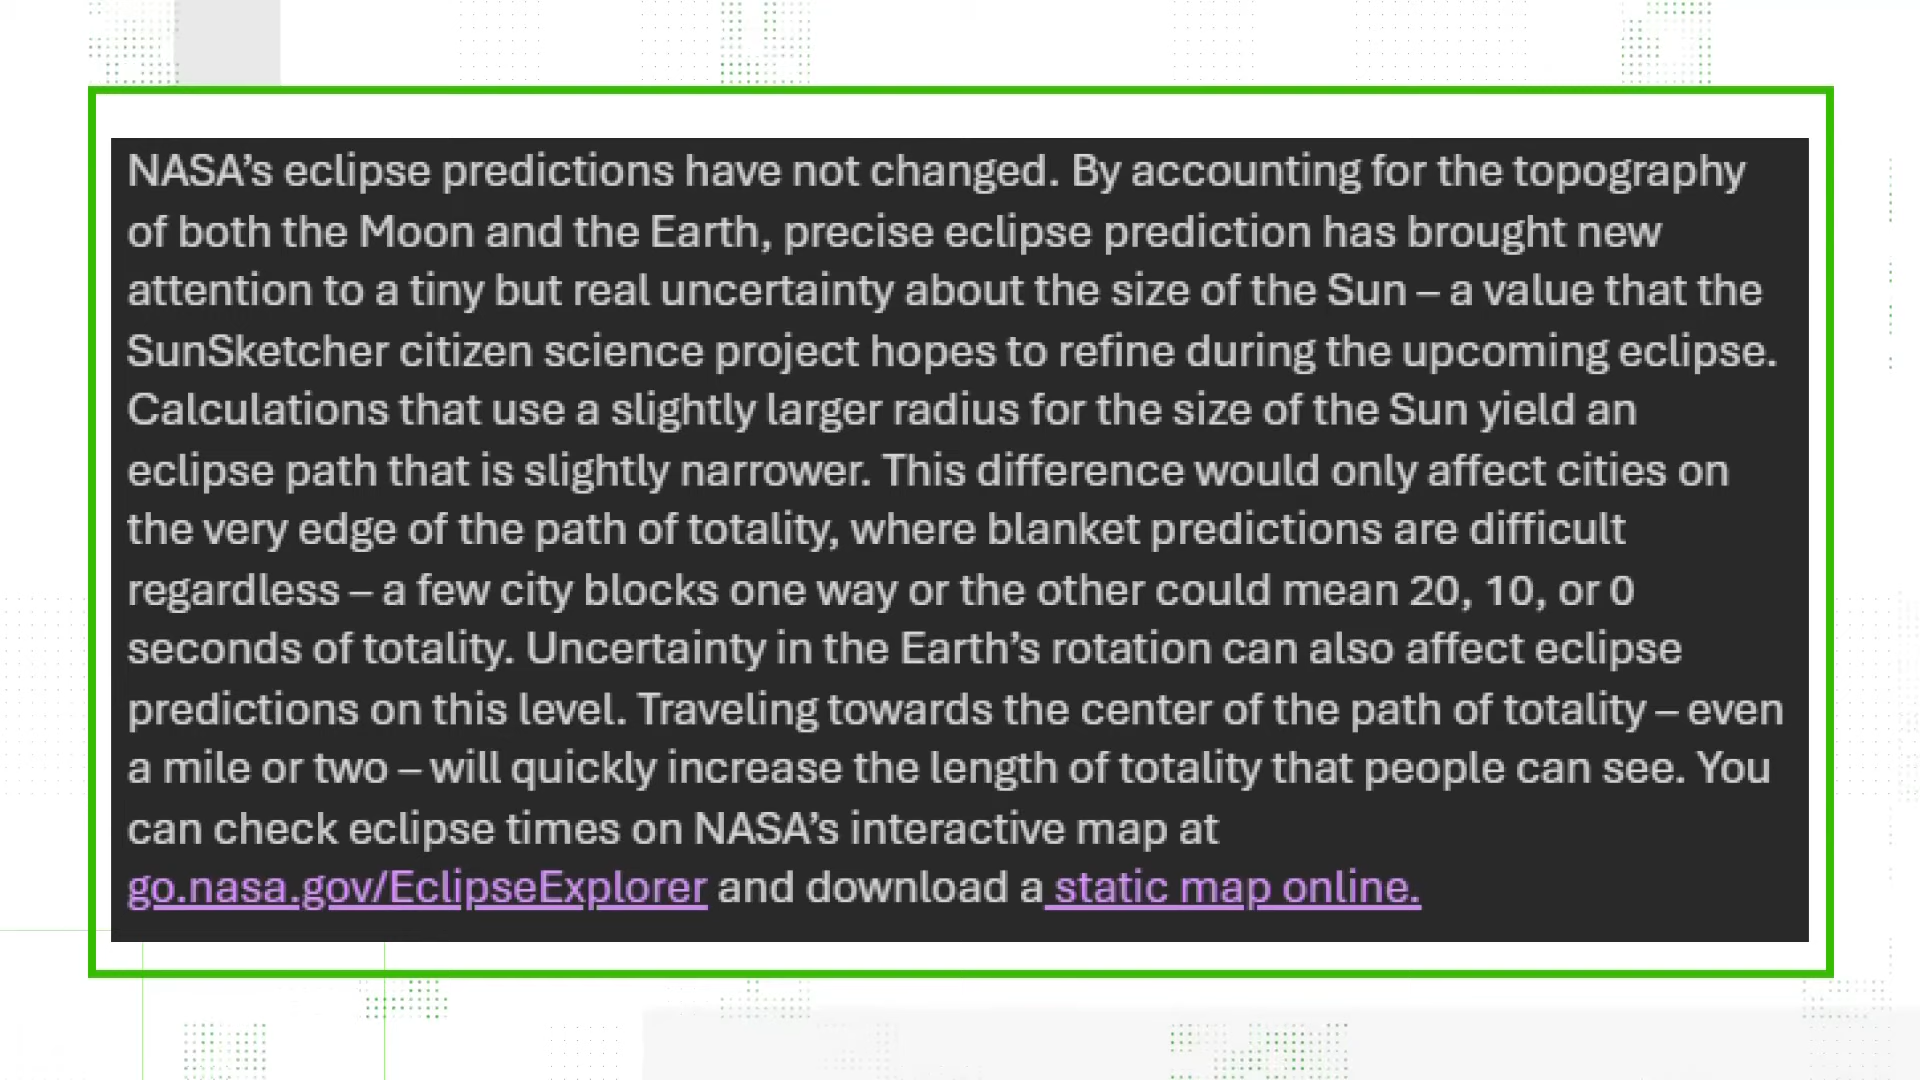 NASA’s eclipse predictions have not changed. By accounting for the topography
of both the Moon and the Earth, precise eclipse prediction has brought new
attention to a tiny but real uncertainty about the size of the Sun – a value that the
SunSketcher citizen science project hopes to refine during the upcoming eclipse.
Calculations that use a slightly larger radius for the size of the Sun yield an
eclipse path that is slightly narrower. This difference would only affect cities on
the very edge of the path of totality, where blanket predictions are difficult
regardless – a few city blocks one way or the other could mean 20, 10, or 0
seconds of totality. Uncertainty in the Earth’s rotation can also affect eclipse
predictions on this level. Traveling towards the center of the path of totality – even
a mile or two – will quickly increase the length of totality that people can see. You
can check eclipse times on NASA’s interactive map at
go.nasa.gov/EclipseExplorer and download a static map online.